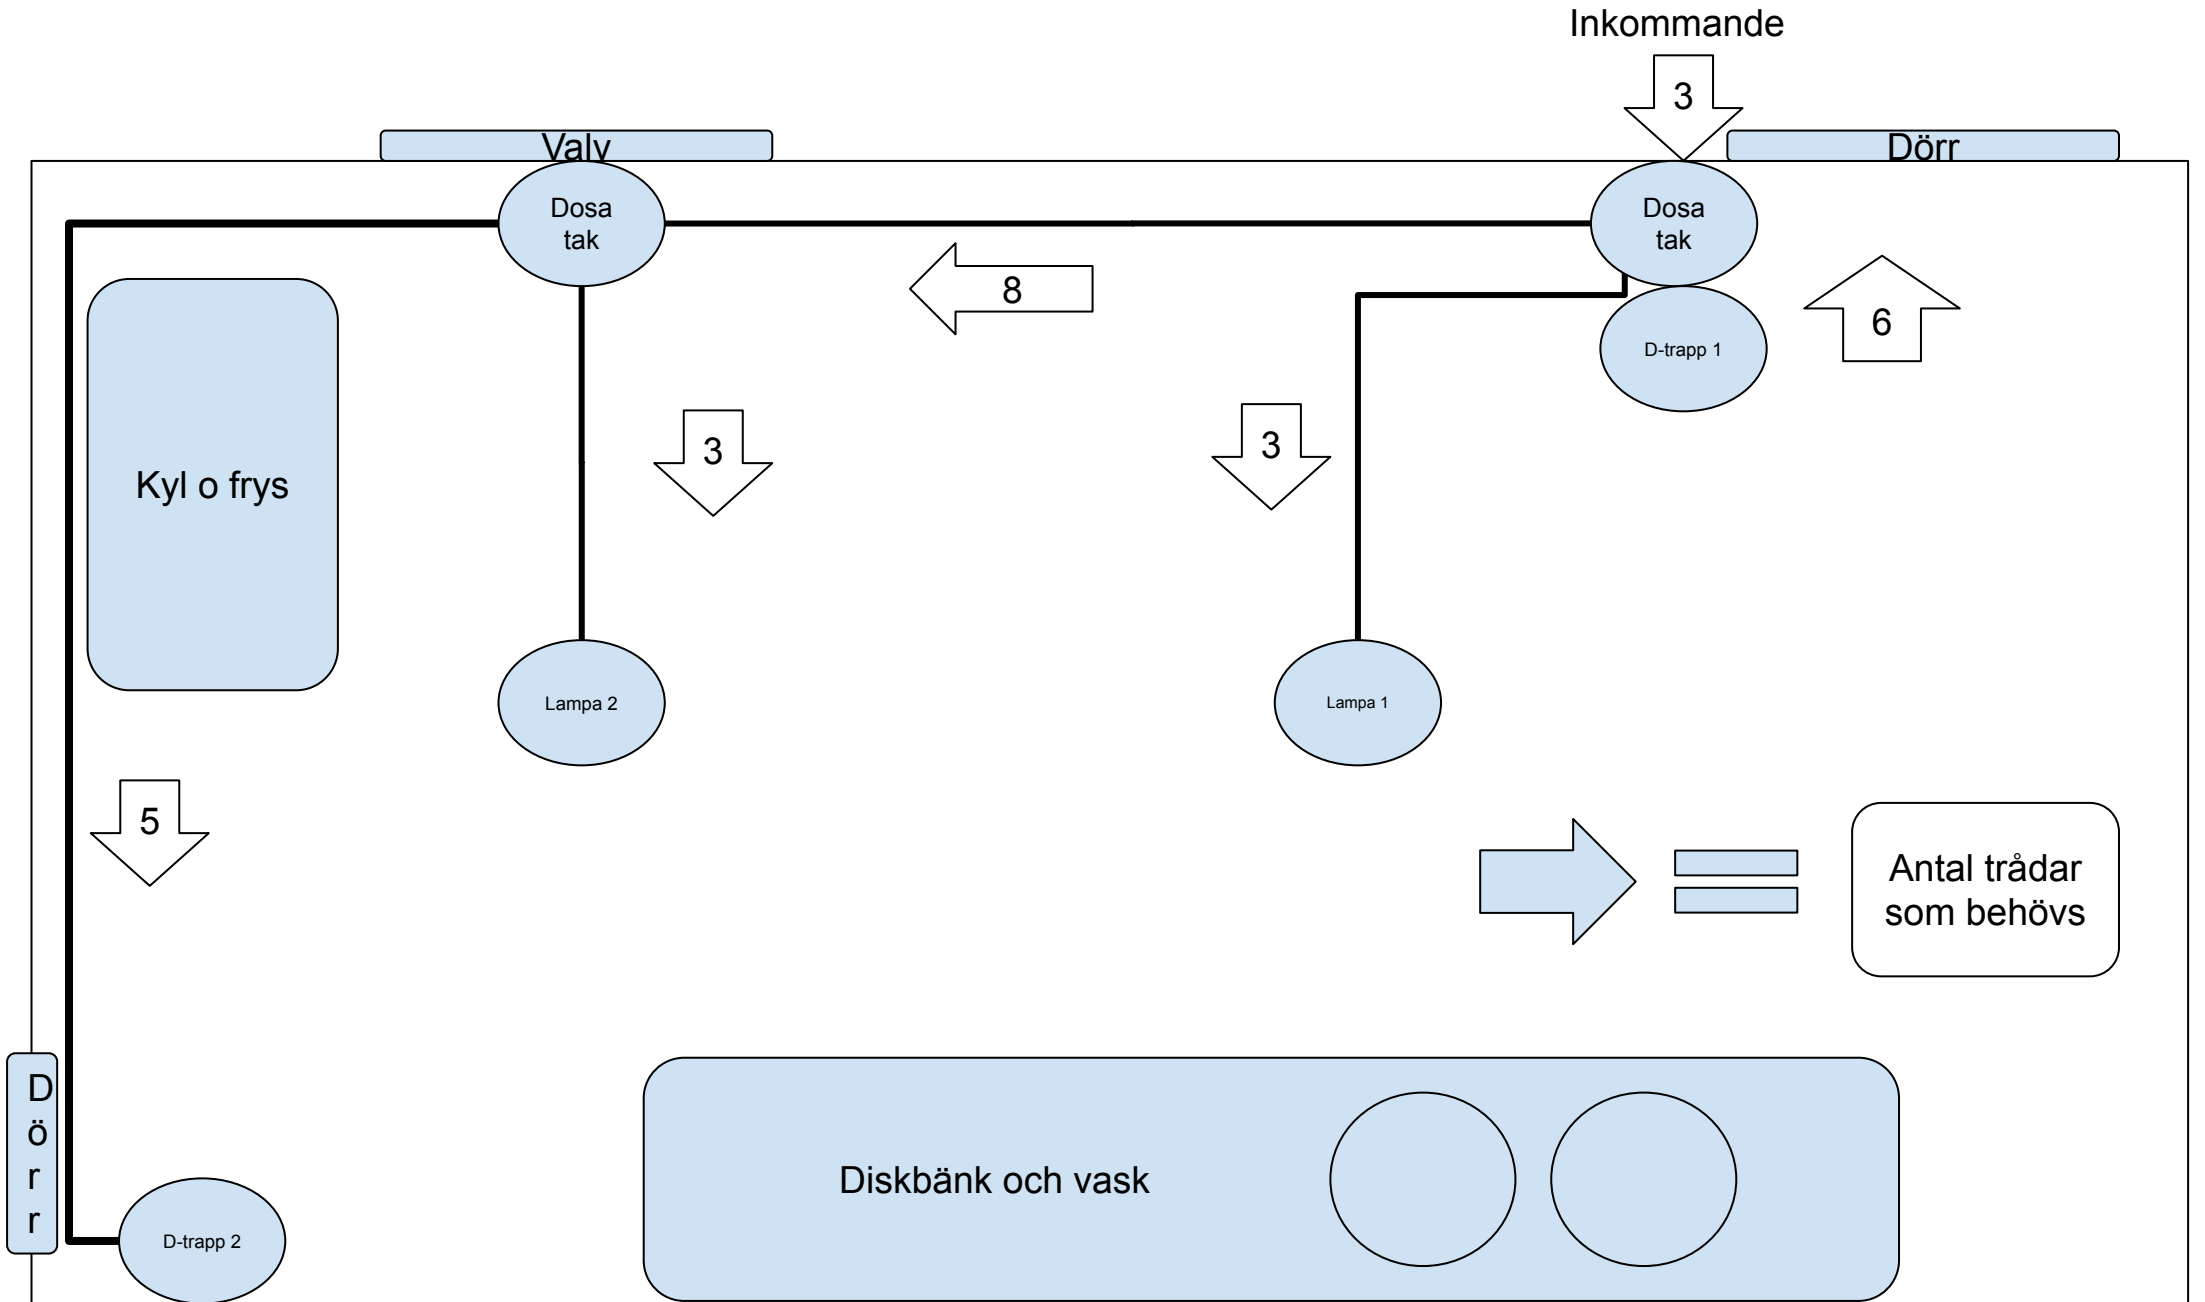 Inkommande
3
Valv
Dörr
Dosa
tak
Dosa
tak
8
6
D-trapp 1
3
3
Kyl o frys
Lampa 2
Lampa 1
5
Antal trådar
som behövs
D
ö
r
r
Diskbänk och vask
D-trapp 2